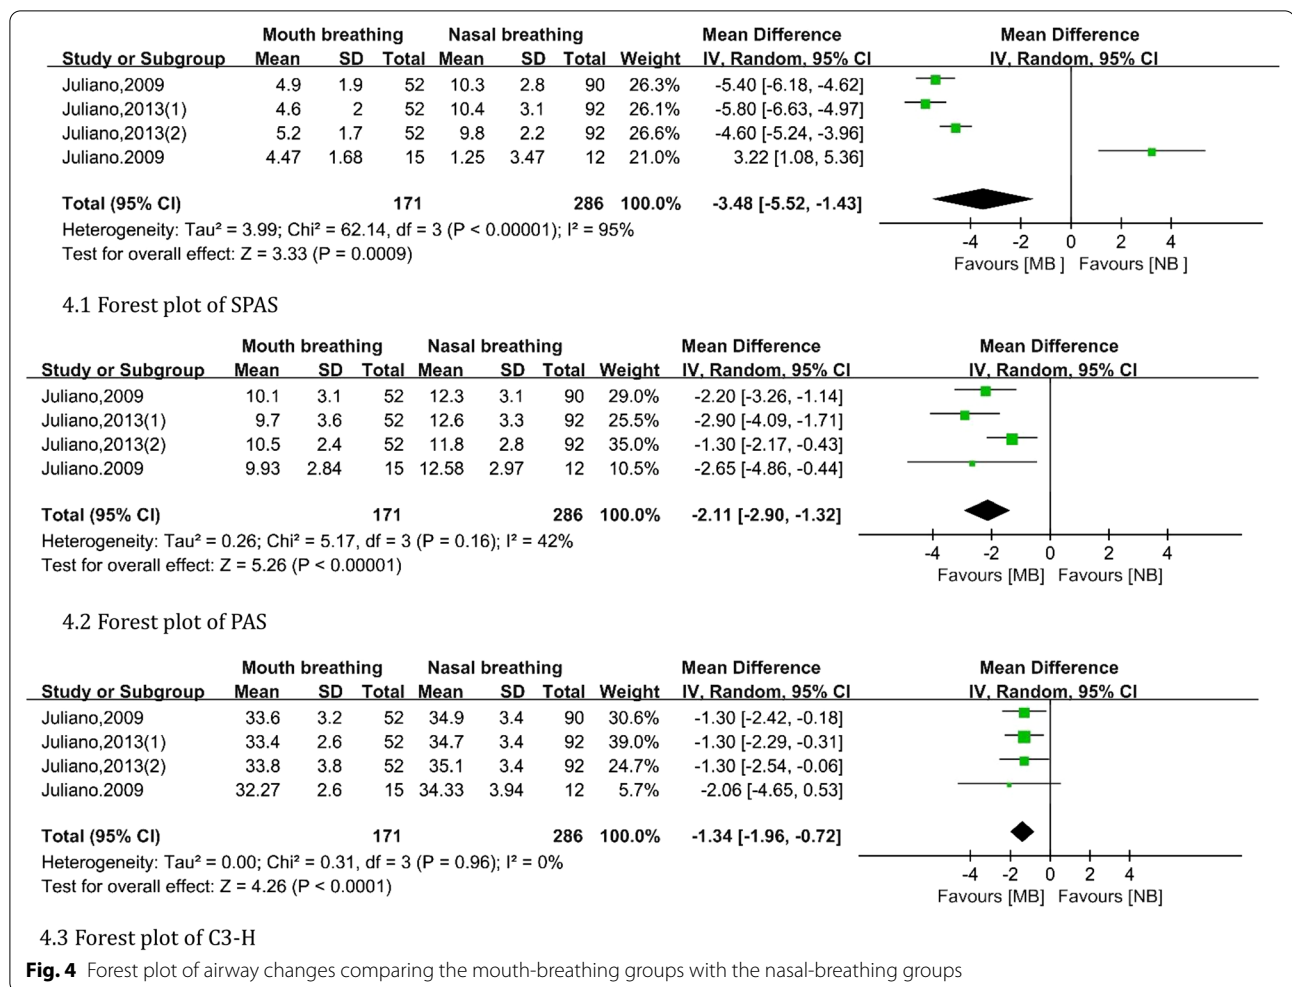 Mouth breathing Nasal breathing Mean Difference Mean Difference
Study or Subgroup Mean SD Total Mean SD Total Weight IV, Random, 95% CI IV, Random, 95% CI
Juliano,2009 4.9 1.9 52 10.3 2.8 90 26.3% -5.40 [-6.18, -4.62]
Juliano,2013(1) 4.6 2 52 10.4 3.1 92 26.1% -5.80 [-6.63, -4.97]
Juliano,2013(2) 5.2 1.7 52 9.8 2.2 92 26.6% -4.60 [-5.24, -3.96]
Juliano.2009 4.47 1.68 15 1.25 3.47 12 21.0% 3.22 [1.08, 5.36]
Total (95% CI) 171 286 100.0% -3.48 [-5.52, -1.43]
Heterogeneity: Tau² = 3.99; Chi² = 62.14, df = 3 (P < 0.00001); I² = 95%
Test for overall effect: Z = 3.33 (P = 0.0009)
-4 -2 0 2 4
Favours [MB ] Favours [NB ]
4.1 Forest plot of SPAS
Mouth breathing Nasal breathing Mean Difference Mean Difference
Study or Subgroup Mean SD Total Mean SD Total Weight IV, Random, 95% CI IV, Random, 95% CI
Juliano,2009 10.1 3.1 52 12.3 3.1 90 29.0% -2.20 [-3.26, -1.14]
Juliano,2013(1) 9.7 3.6 52 12.6 3.3 92 25.5% -2.90 [-4.09, -1.71]
Juliano,2013(2) 10.5 2.4 52 11.8 2.8 92 35.0% -1.30 [-2.17, -0.43]
Juliano.2009 9.93 2.84 15 12.58 2.97 12 10.5% -2.65 [-4.86, -0.44]
Total (95% CI) 171 286 100.0% -2.11 [-2.90, -1.32]
Heterogeneity: Tau² = 0.26; Chi² = 5.17, df = 3 (P = 0.16); I² = 42%
Test for overall effect: Z = 5.26 (P < 0.00001)
-4 -2 0 2 4
Favours [MB] Favours [NB]
4.2 Forest plot of PAS
Mouth breathing Nasal breathing Mean Difference Mean Difference
Study or Subgroup Mean SD Total Mean SD Total Weight IV, Random, 95% CI IV, Random, 95% CI
Juliano,2009 33.6 3.2 52 34.9 3.4 90 30.6% -1.30 [-2.42, -0.18]
Juliano,2013(1) 33.4 2.6 52 34.7 3.4 92 39.0% -1.30 [-2.29, -0.31]
Juliano,2013(2) 33.8 3.8 52 35.1 3.4 92 24.7% -1.30 [-2.54, -0.06]
Juliano.2009 32.27 2.6 15 34.33 3.94 12 5.7% -2.06 [-4.65, 0.53]
Total (95% CI) 171 286 100.0% -1.34 [-1.96, -0.72]
Heterogeneity: Tau² = 0.00; Chi² = 0.31, df = 3 (P = 0.96); I² = 0%
Test for overall effect: Z = 4.26 (P < 0.0001)
-4 -2 0 2 4
Favours [MB] Favours [NB]
4.3 Forest plot of C3-H
Fig. 4 Forest plot of airway changes comparing the mouth-breathing groups with the nasal-breathing groups